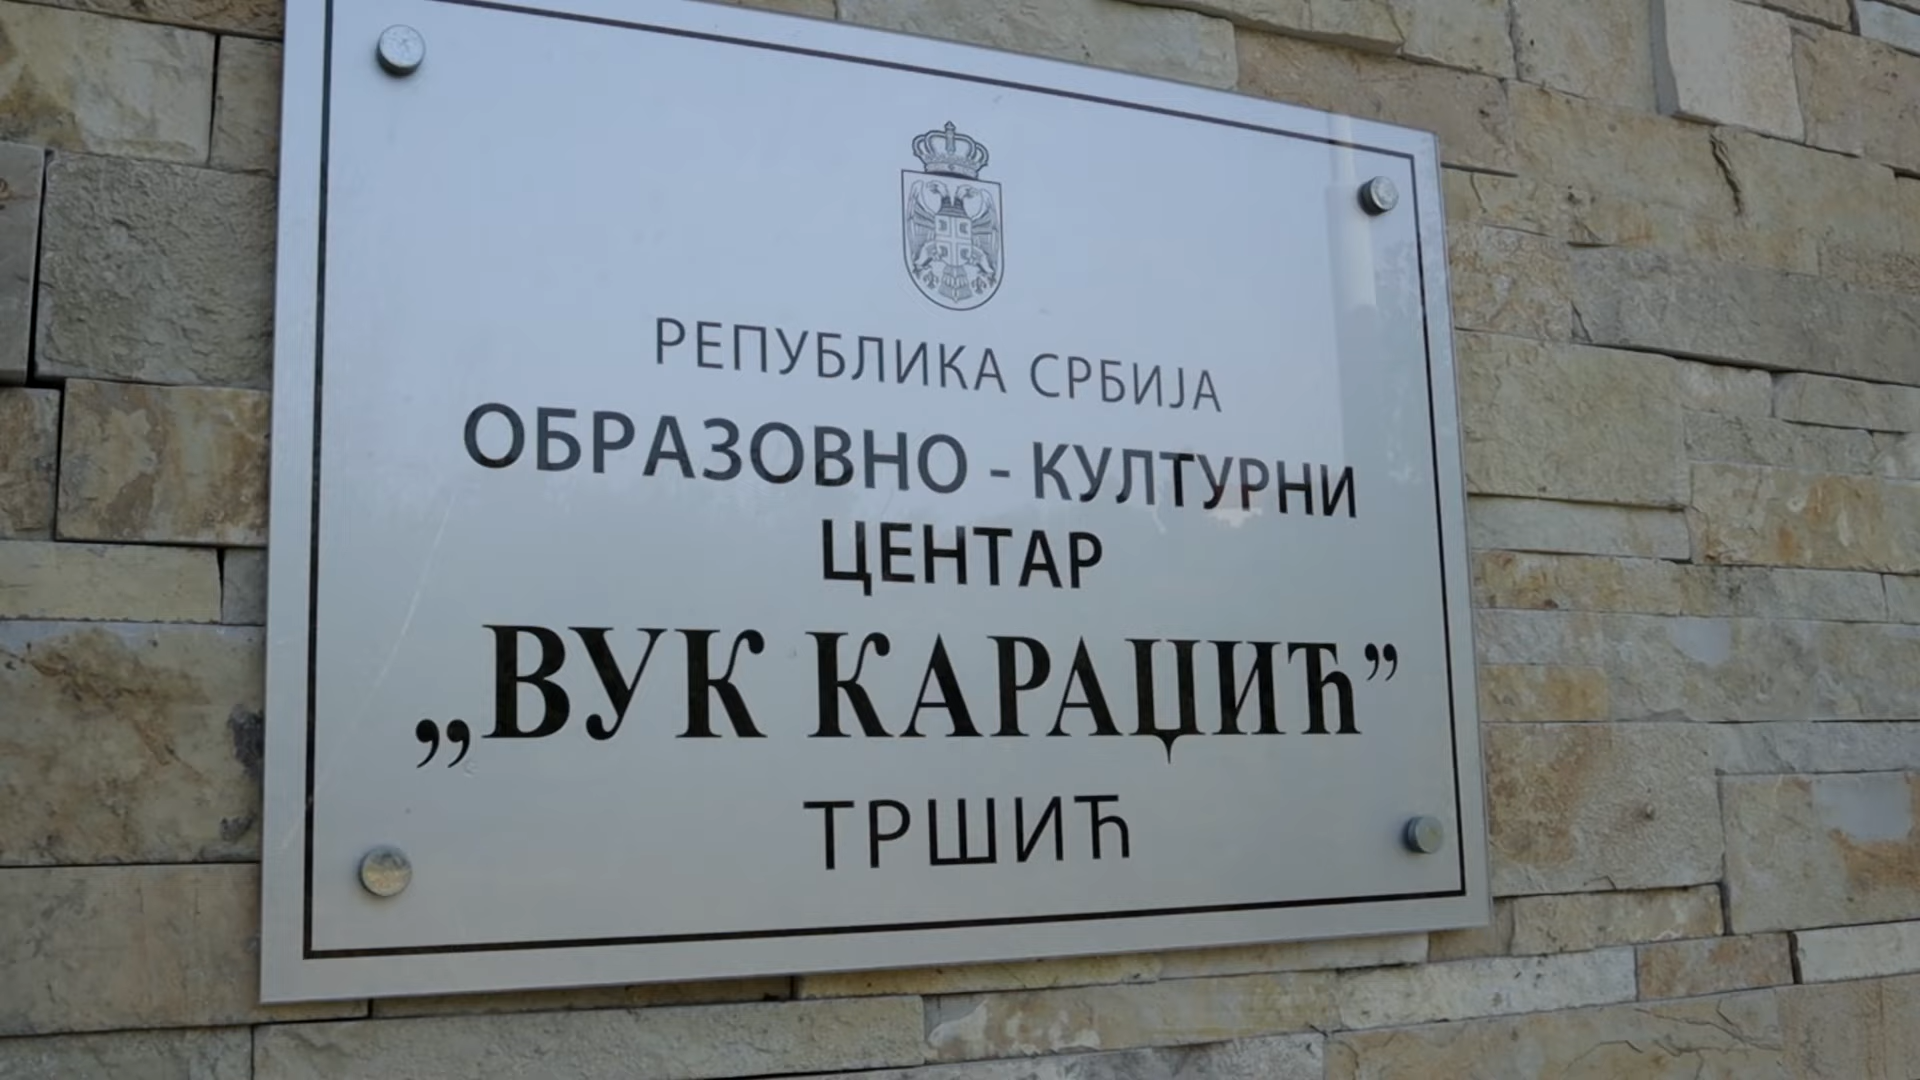 РЕПУБЛИКА СРБИЈА
ОБРАЗОВНО - КУЛТУРНИ
ЦЕНТАР
„ВУК КАРАЏИЋ”
ТРШИЋ